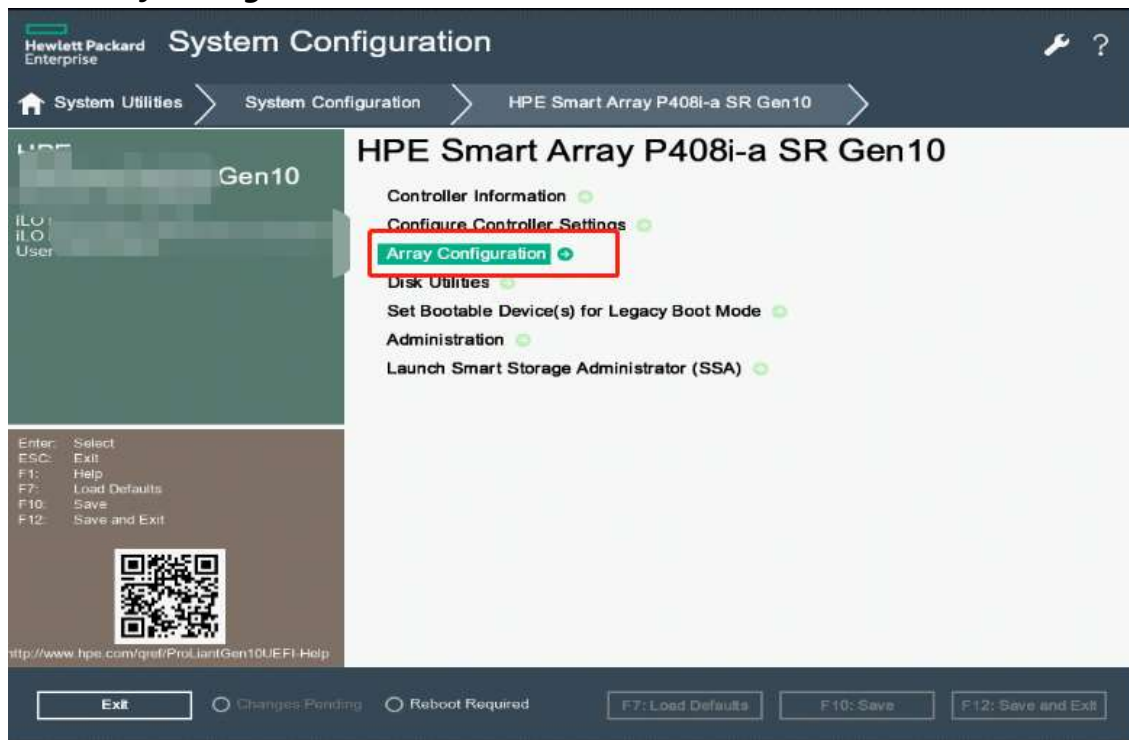 Hewlett Packard
Enterprise
System Configuration
?
System Utilities
System Configuration
HPE Smart Array P408i-a SR Gen10
Gen10
iLO
iLO
User
HPE Smart Array P408i-a SR Gen10
Controller Information
Configure Controller Settings
Array Configuration
Disk Utilities
Set Bootable Device(s) for Legacy Boot Mode
Administration
Launch Smart Storage Administrator (SSA)
Enter: Select
ESC: Exit
F1: Help
F7: Load Defaults
F10: Save
F12: Save and Exit
http://www.hpe.com/qref/ProLiantGen10UEFI-Help
Exit
Changes Pending
Reboot Required
F7: Load Defaults
F10: Save
F12: Save and Exit